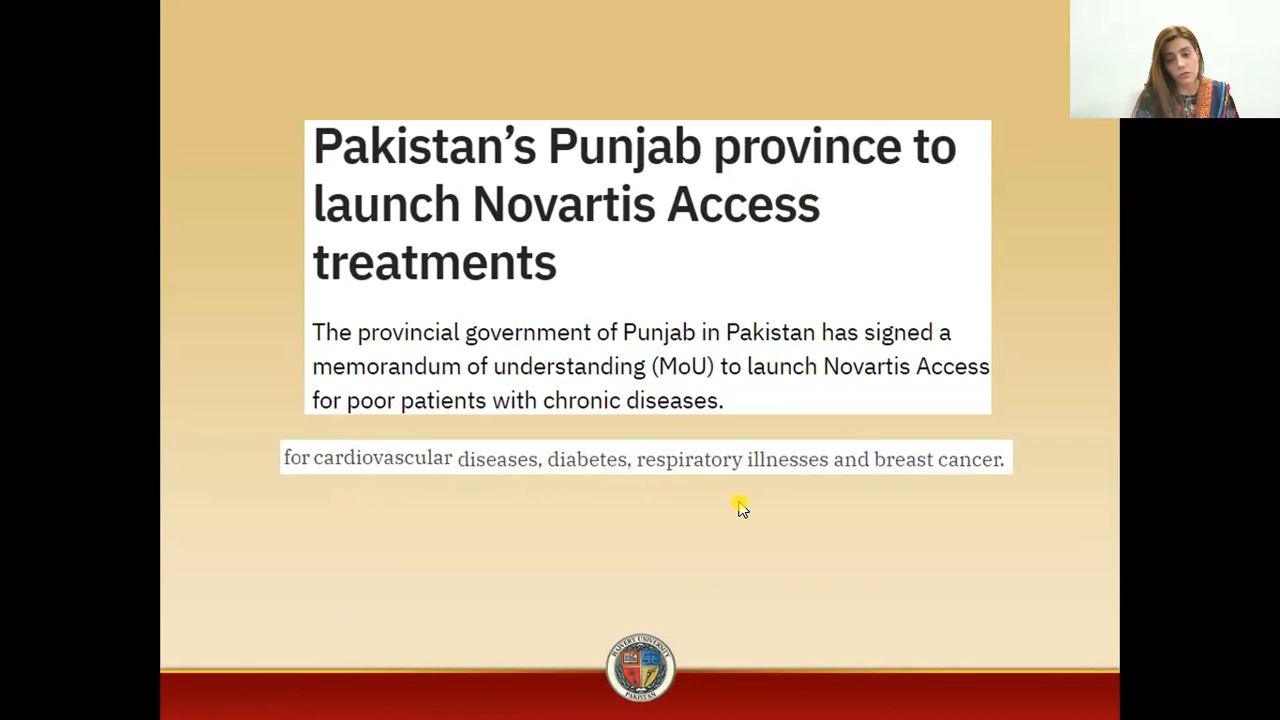 Pakistan’s Punjab province to
launch Novartis Access
treatments
The provincial government of Punjab in Pakistan has signed a
memorandum of understanding (MoU) to launch Novartis Access
for poor patients with chronic diseases.
for cardiovascular diseases, diabetes, respiratory illnesses and breast cancer.
UNIVERSITY
PAKISTAN